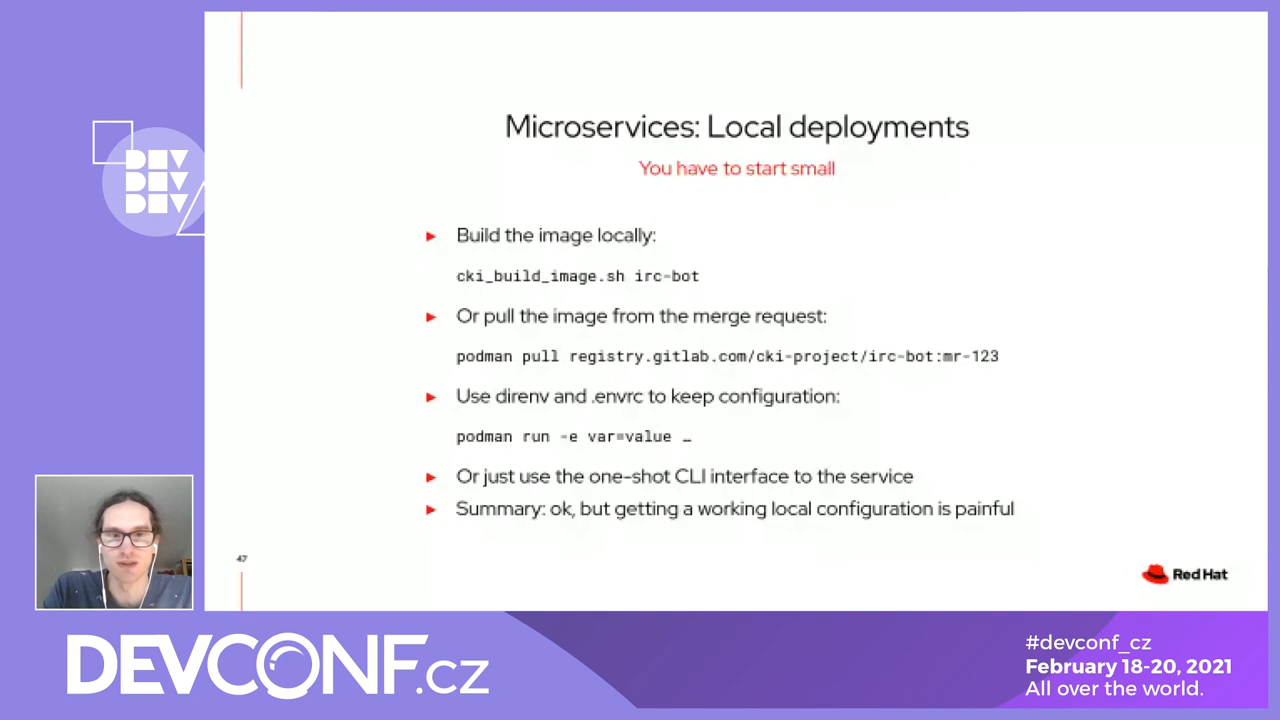 Microservices: Local deployments
You have to start small
► Build the image locally:
cki_build_image.sh irc-bot
► Or pull the image from the merge request:
podman pull registry.gitlab.com/cki-project/irc-bot:mr-123
► Use direnv and .envrc to keep configuration:
podman run -e var=value …
► Or just use the one-shot CLI interface to the service
► Summary: ok, but getting a working local configuration is painful
47
Red Hat
DEV
DEV
DEV
DEVCONF.cz
#devconf_cz
February 18-20, 2021
All over the world.